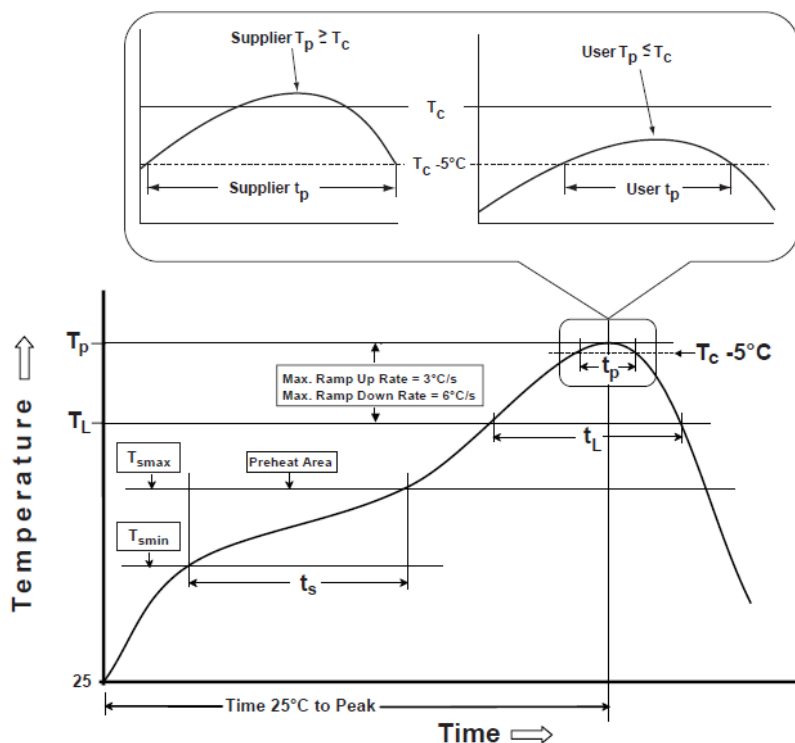 Supplier Tp ≥ Tc
User Tp ≤ Tc
Tc
Tc -5°C
Supplier tp
User tp
Tp
Tc -5°C
tp
Max. Ramp Up Rate = 3°C/s
Max. Ramp Down Rate = 6°C/s
TL
tL
Tsmax
Preheat Area
Tsmin
ts
Temperature
25
Time 25°C to Peak
Time